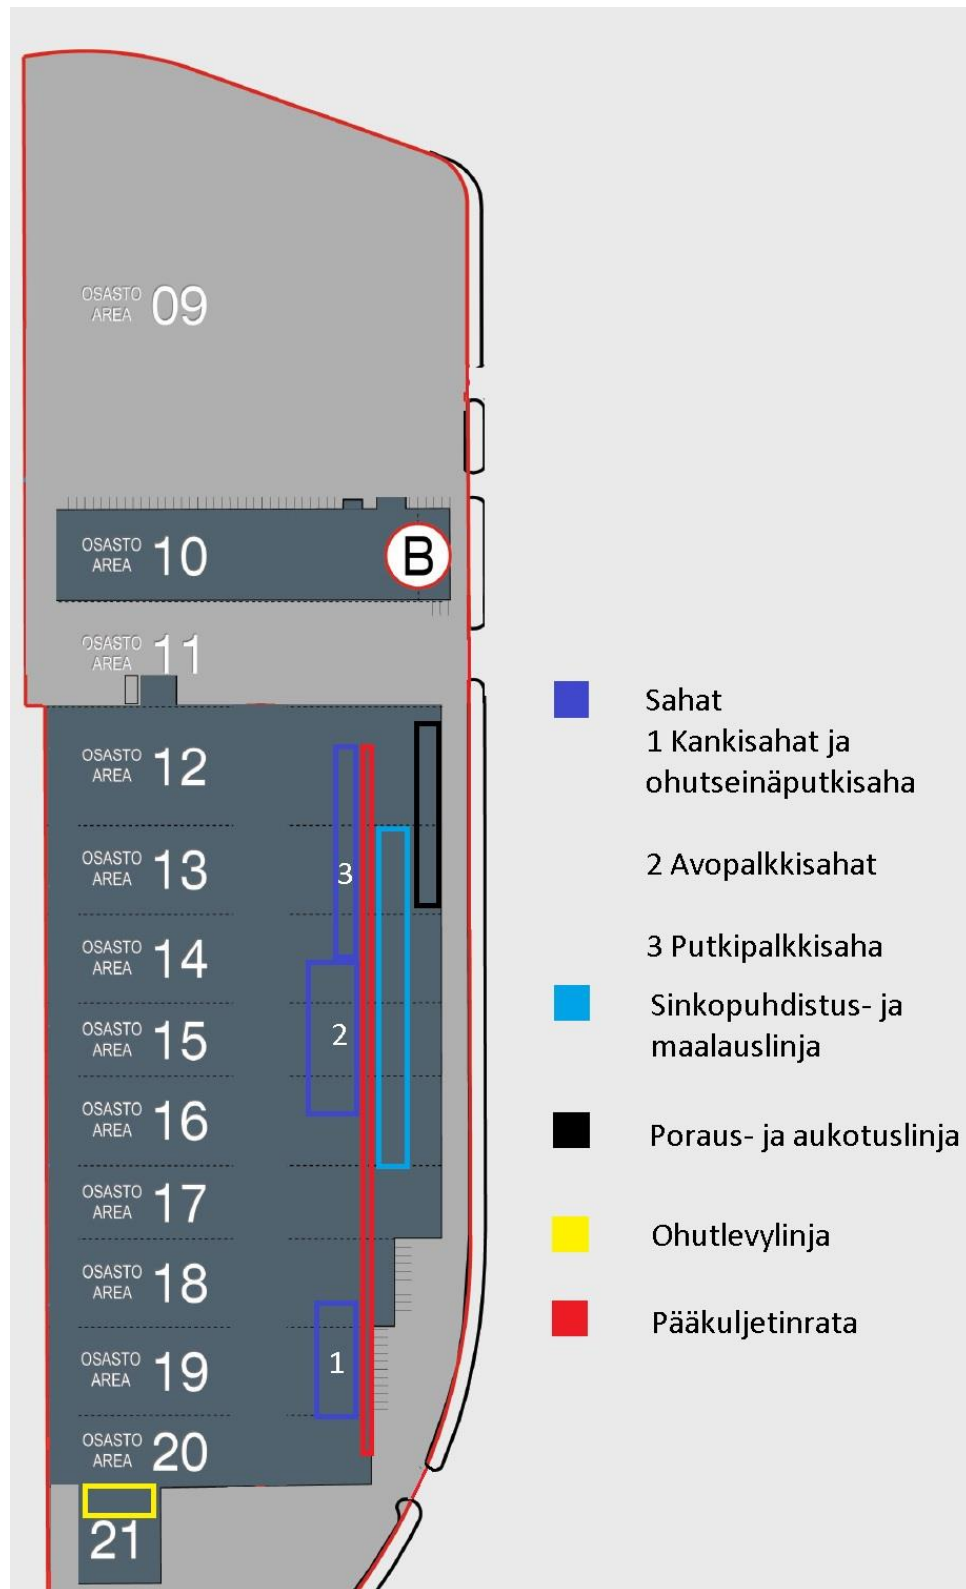 OSASTO
AREA 09
OSASTO
AREA 10
B
OSASTO
AREA 11
OSASTO
AREA 12
OSASTO
AREA 13
OSASTO
AREA 14
OSASTO
AREA 15
OSASTO
AREA 16
OSASTO
AREA 17
OSASTO
AREA 18
OSASTO
AREA 19
OSASTO
AREA 20
21
3
2
1
Sahat
1 Kankisahat ja
ohutseinäputkisaha
2 Avopalkkisahat
3 Putkipalkkisaha
Sinkopuhdistus- ja
maalauslinja
Poraus- ja aukotuslinja
Ohutlevylinja
Pääkuljetinrata